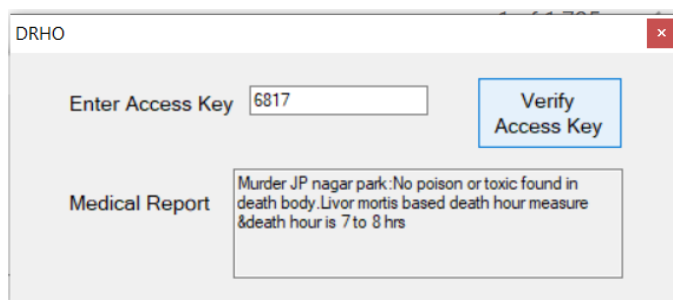 DRHO
Enter Access Key 6817
Verify
Access Key
Medical Report
Murder JP nagar park:No poison or toxic found in
death body.Livor mortis based death hour measure
&death hour is 7 to 8 hrs